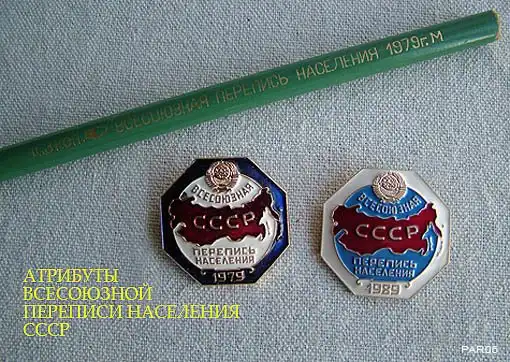 ВСЕСОЮЗНАЯ ПЕРЕПИСЬ НАСЕЛЕНИЯ 1979г. М
ВСЕСОЮЗНАЯ
СССР
ПЕРЕПИСЬ
НАСЕЛЕНИЯ
1979
ВСЕСОЮЗНАЯ
СССР
ПЕРЕПИСЬ
НАСЕЛЕНИЯ
1989
АТРИБУТЫ
ВСЕСОЮЗНОЙ
ПЕРЕПИСИ НАСЕЛЕНИЯ
СССР
PAR06